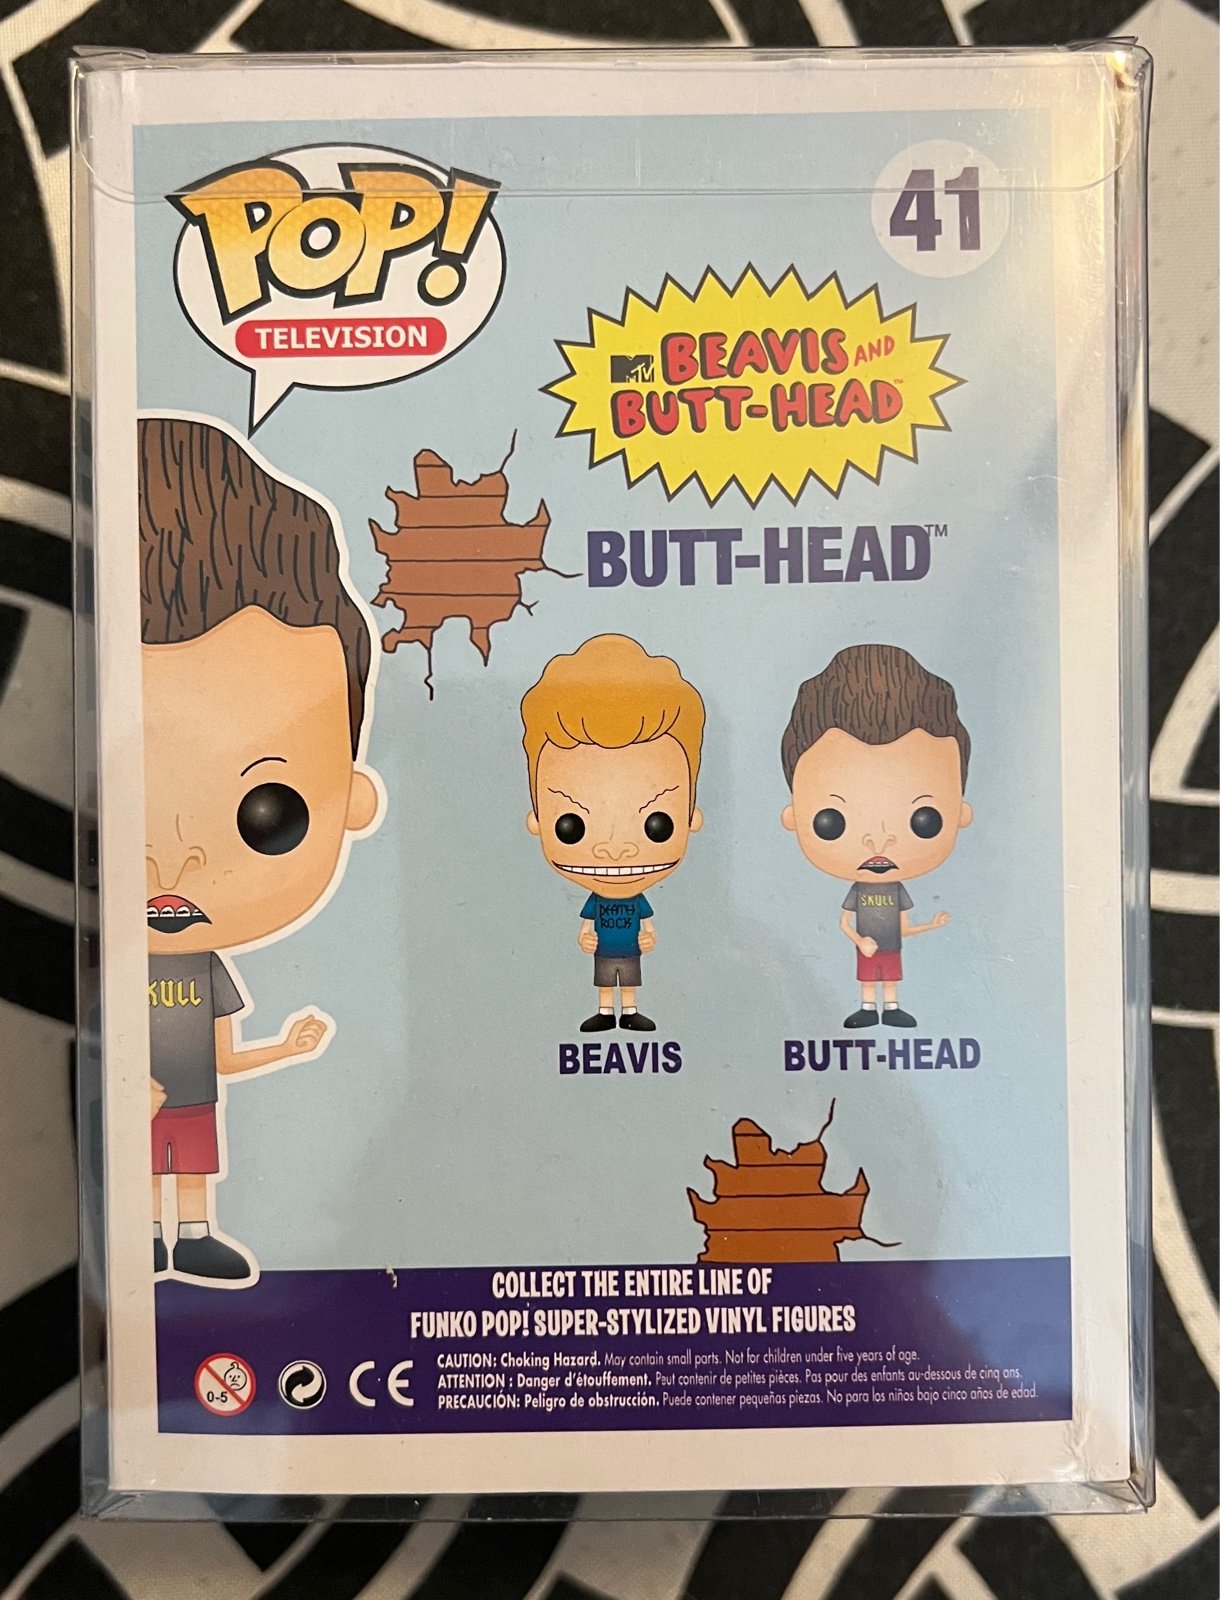 POP!
TELEVISION
41
MTV BEAVIS AND
BUTT-HEAD™
BUTT-HEAD™
DEATH
ROCK
SKULL
KULL
BEAVIS
BUTT-HEAD
COLLECT THE ENTIRE LINE OF
FUNKO POP! SUPER-STYLIZED VINYL FIGURES
0-5
CE
CAUTION: Choking Hazard. May contain small parts. Not for children under five years of age.
ATTENTION : Danger d'étouffement. Peut contenir de petites pièces. Pas pour des enfants au-dessous de cinq ans.
PRECAUCIÓN: Peligro de obstrucción. Puede contener pequeñas piezas. No para los niños bajo cinco años de edad.